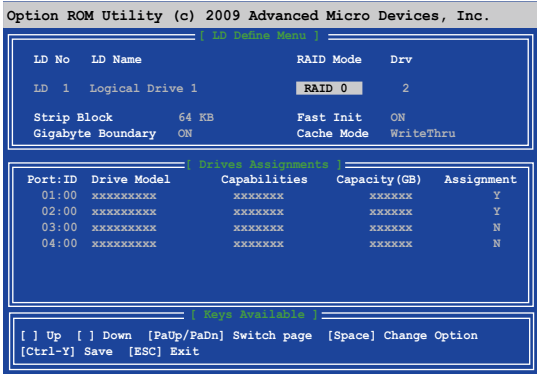 Option ROM Utility (c) 2009 Advanced Micro Devices, Inc.
[ LD Define Menu ]
LD No LD Name RAID Mode Drv
LD 1 Logical Drive 1 RAID 0 2
Strip Block 64 KB Fast Init ON
Gigabyte Boundary ON Cache Mode WriteThru
[ Drives Assignments ]
Port:ID Drive Model Capabilities Capacity(GB) Assignment
01:00 xxxxxxxxx xxxxxxx xxxxxx Y
02:00 xxxxxxxxx xxxxxxx xxxxxx Y
03:00 xxxxxxxxx xxxxxxx xxxxxx N
04:00 xxxxxxxxx xxxxxxx xxxxxx N
[ Keys Available ]
[ ] Up [ ] Down [PaUp/PaDn] Switch page [Space] Change Option
[Ctrl-Y] Save [ESC] Exit